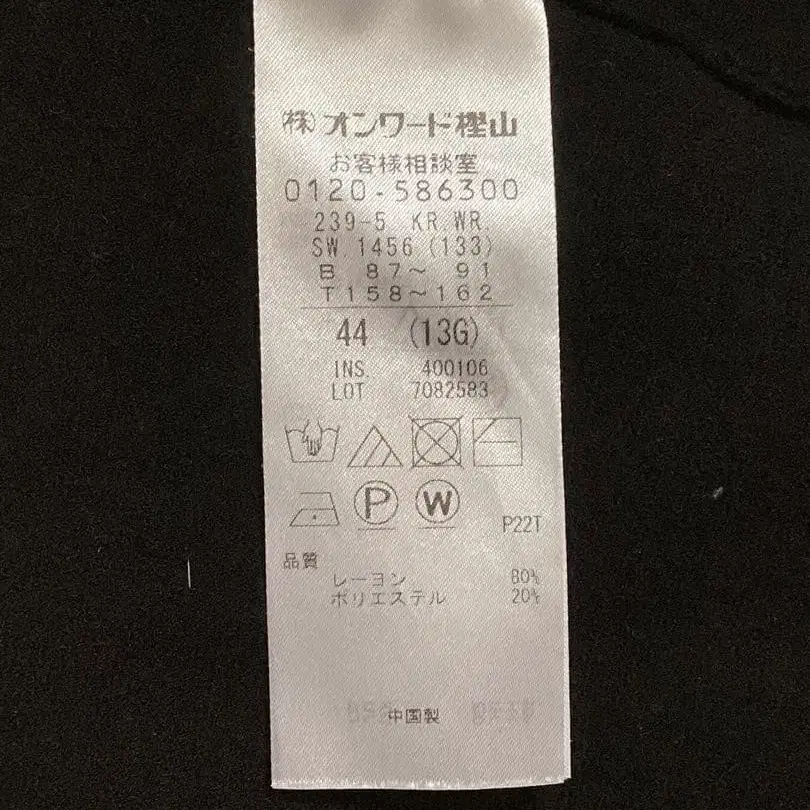 (株)オンワード樫山
お客様相談室
0120-586300
239-5 KR.WR.
SW.1456(133)
B 87～ 91
T158～162
44 (13G)
INS. 400106
LOT 7082583
P
W
P22T
品質
レーヨン 80%
ポリエステル 20%
中国製